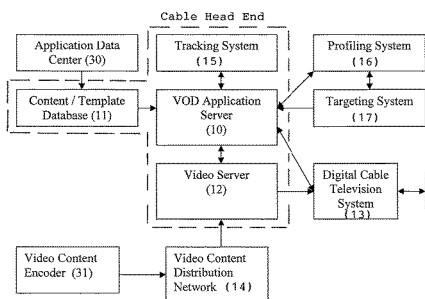 Cable Head End
Application Data
Center (30)
Tracking System
(15)
Profiling System
(16)
Content / Template
Database (11)
VOD Application
Server
(10)
Targeting System
(17)
Video Server
(12)
Digital Cable
Television
System
(13)
Video Content
Encoder (31)
Video Content
Distribution
Network (14)